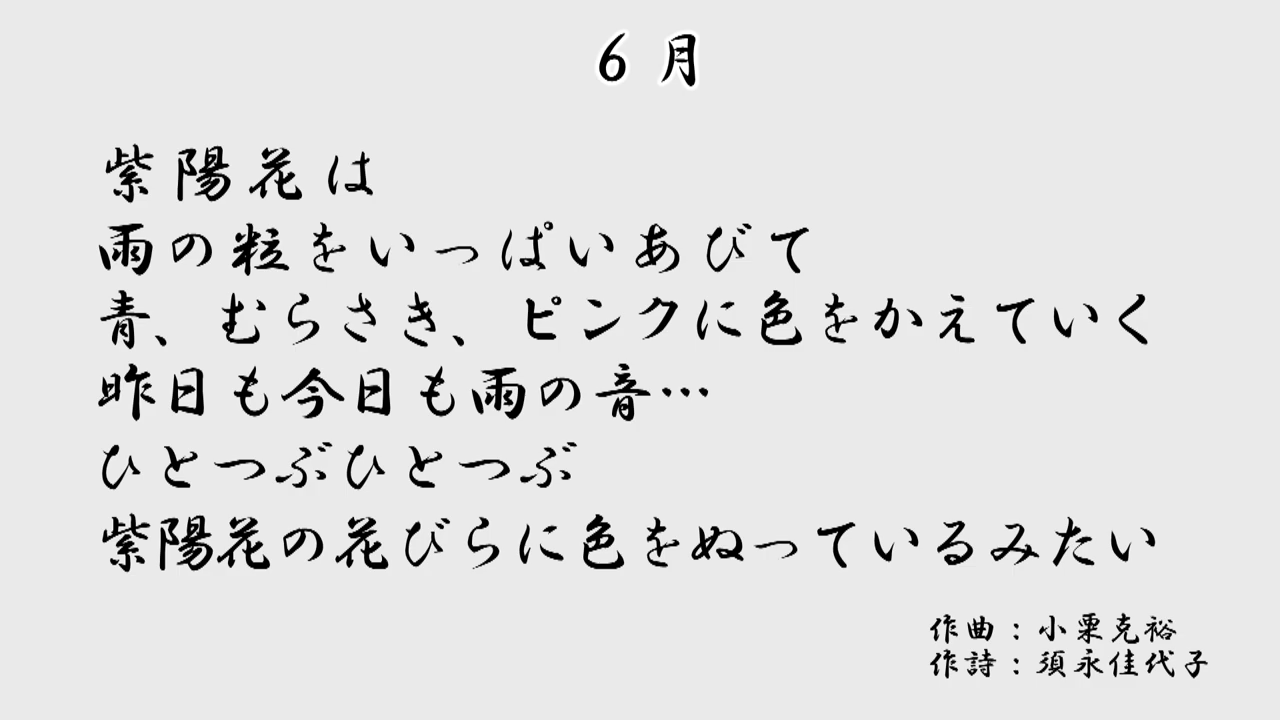 6月
紫陽花は
雨の粒をいっぱいあびて
青、むらさき、ピンクに色をかえていく
昨日も今日も雨の音…
ひとつぶひとつぶ
紫陽花の花びらに色をぬっているみたい
作曲：小栗克裕
作詩：須永佳代子